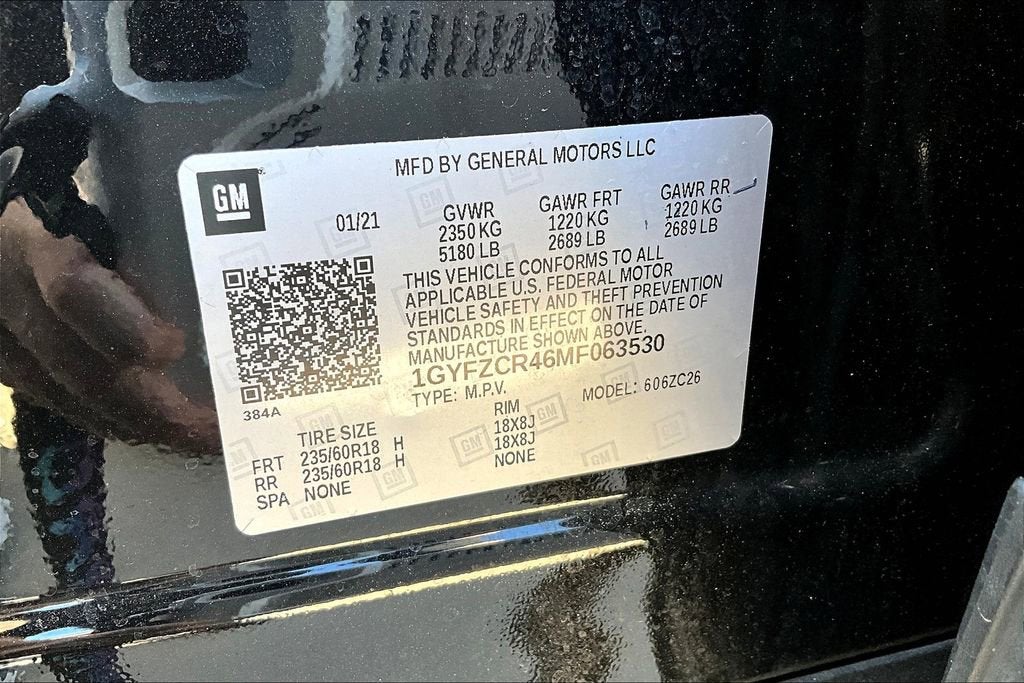 MFD BY GENERAL MOTORS LLC
GM
01/21
GVWR
2350 KG
5180 LB
GAWR FRT
1220 KG
2689 LB
GAWR RR
1220 KG
2689 LB
THIS VEHICLE CONFORMS TO ALL
APPLICABLE U.S. FEDERAL MOTOR
VEHICLE SAFETY AND THEFT PREVENTION
STANDARDS IN EFFECT ON THE DATE OF
MANUFACTURE SHOWN ABOVE.
1GYFZCR46MF063530
TYPE: M.P.V. MODEL: 606ZC26
384A
TIRE SIZE RIM
FRT 235/60R18 H 18X8J
RR 235/60R18 H 18X8J
SPA NONE NONE